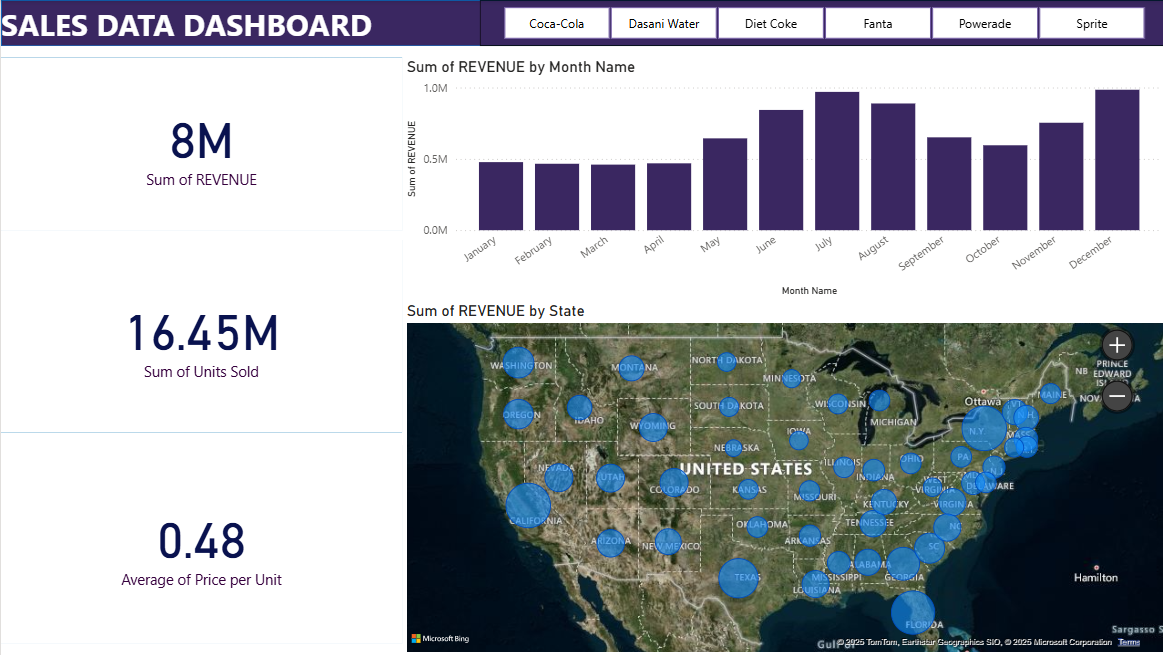 SALES DATA DASHBOARD
Coca-Cola
Dasani Water
Diet Coke
Fanta
Powerade
Sprite
8M
Sum of REVENUE
16.45M
Sum of Units Sold
0.48
Average of Price per Unit
Sum of REVENUE by Month Name
Sum of REVENUE
1.0M
0.5M
0.0M
January
February
March
April
May
June
July
August
September
October
November
December
Month Name
Sum of REVENUE by State
UNITED STATES
WASHINGTON
MONTANA
NORTH DAKOTA
MINNESOTA
OREGON
IDAHO
WYOMING
SOUTH DAKOTA
WISCONSIN
MICHIGAN
Ottawa
N.Y.
VT.
MAINE
NB
PRINCE
EDWARD
MASS.
NEBRASKA
IOWA
NEVADA
UTAH
COLORADO
KANSAS
MISSOURI
ILLINOIS
INDIANA
OHIO
PA
N.J.
MD
DELAWARE
WEST
VIRGINIA
VIRGINIA
KENTUCKY
CALIFORNIA
ARIZONA
NEW MEXICO
OKLAHOMA
ARKANSAS
TENNESSEE
NC
SC
TEXAS
LOUISIANA
MISSISSIPPI
ALABAMA
GEORGIA
FLORIDA
Hamilton
Sargasso S
Gulf of
Microsoft Bing
© 2025 TomTom, Earthstar Geographics SIO, © 2025 Microsoft Corporation Terms